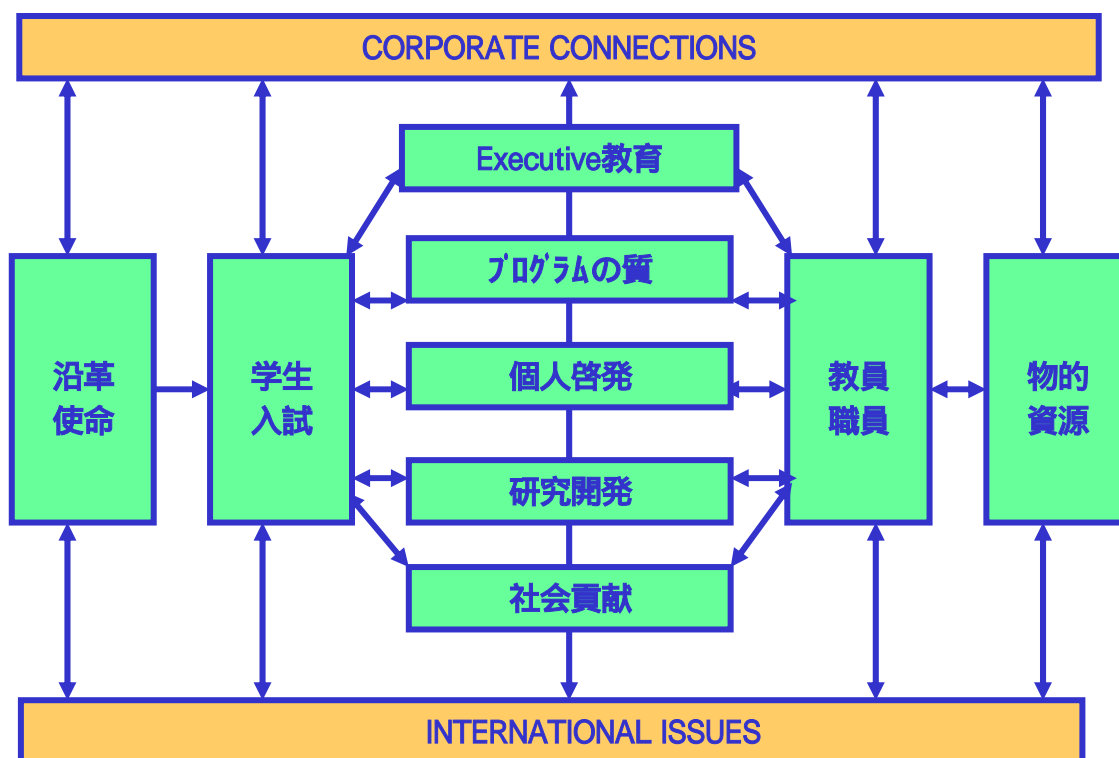 CORPORATE CONNECTIONS
Executive教育
ﾌﾟﾛｸﾞﾗﾑの質
沿革
使命
学生
入試
個人啓発
教員
職員
物的
資源
研究開発
社会貢献
INTERNATIONAL ISSUES